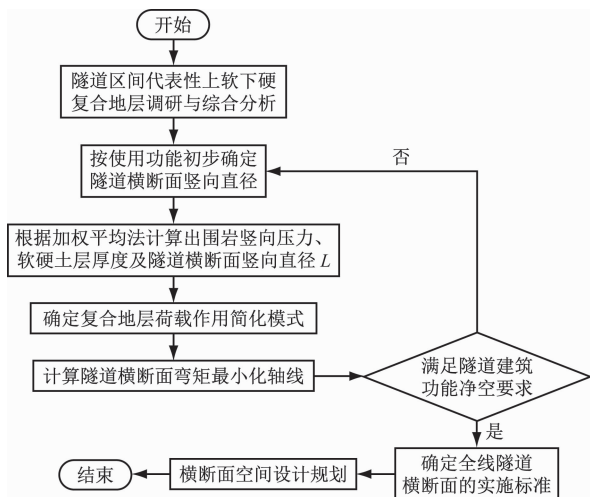 开始
隧道区间代表性上软下硬
复合地层调研与综合分析
按使用功能初步确定
隧道横断面竖向直径
否
根据加权平均法计算出围岩竖向压力、
软硬土层厚度及隧道横断面竖向直径 L
确定复合地层荷载作用简化模式
计算隧道横断面弯矩最小化轴线
满足隧道建筑
功能净空要求
是
确定全线隧道
横断面的实施标准
横断面空间设计规划
结束